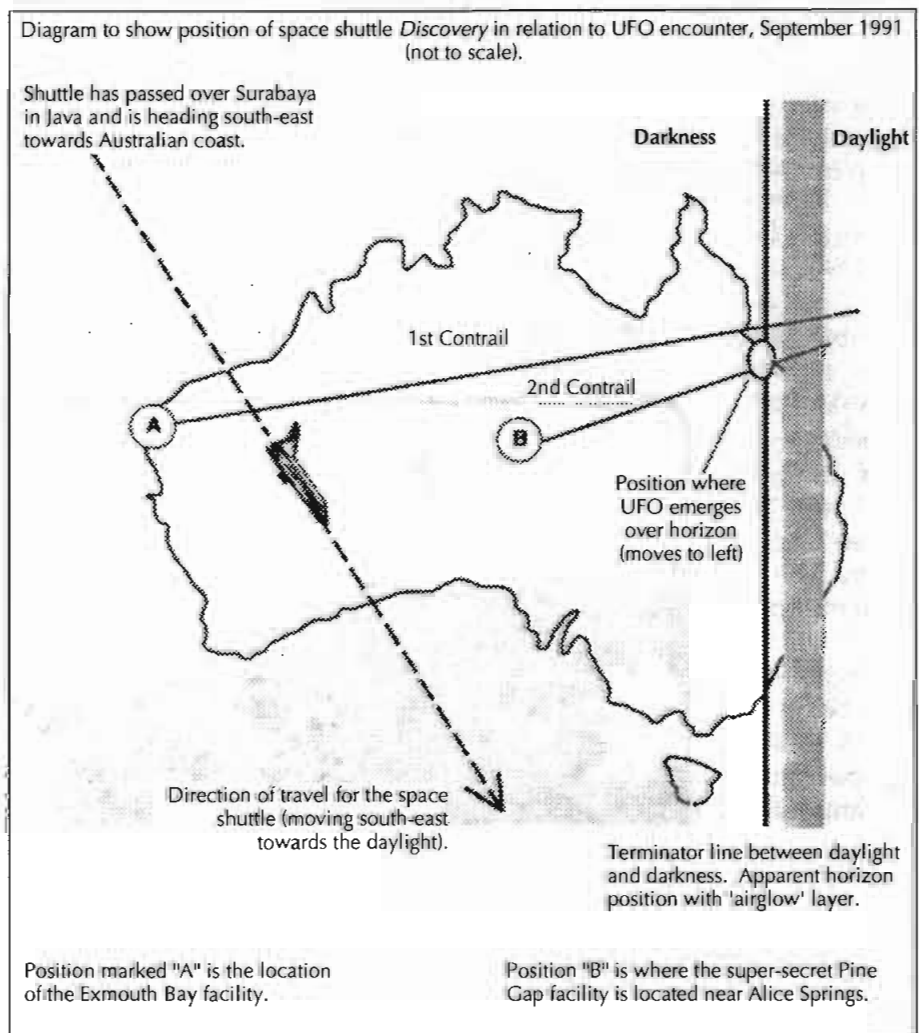 Diagram to show position of space shuttle Discovery in relation to UFO encounter, September 1991
(not to scale).
Shuttle has passed over Surabaya
in Java and is heading south-east
towards Australian coast.
Darkness
Daylight
1st Contrail
2nd Contrail
A
B
Position where
UFO emerges
over horizon
(moves to left)
Direction of travel for the space
shuttle (moving south-east
towards the daylight).
Terminator line between daylight
and darkness. Apparent horizon
position with 'airglow' layer.
Position marked "A" is the location
of the Exmouth Bay facility.
Position "B" is where the super-secret Pine
Gap facility is located near Alice Springs.